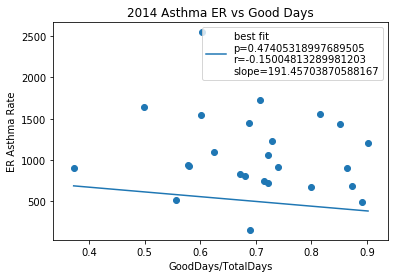 2014 Asthma ER vs Good Days
best fit
p=0.47405318997689505
r=-0.15004813289981203
slope=191.45703870588167
2500
2000
1500
1000
500
ER Asthma Rate
0.4 0.5 0.6 0.7 0.8 0.9
GoodDays/TotalDays